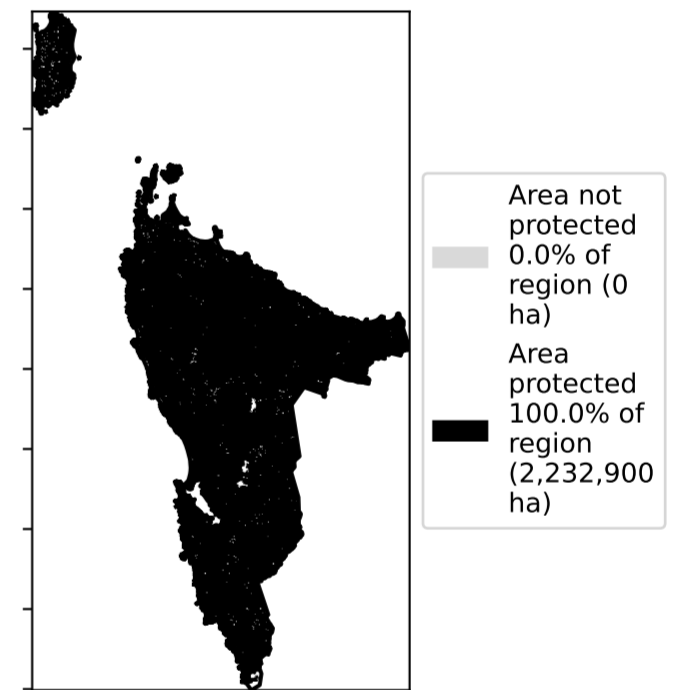 Area not
protected
0.0% of
region (0
ha)
Area
protected
100.0% of
region
(2,232,900
ha)